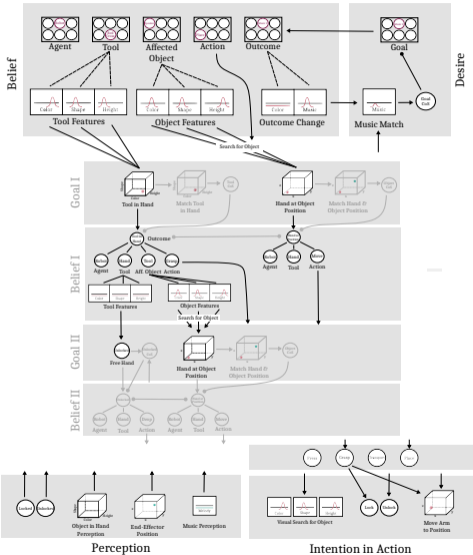 Belief
Desire
Agent
Tool
Affected
Object
Action
Outcome
Goal
Color
Shape
Height
Color
Shape
Height
Color
Music
Music
Goal
Cell
Tool Features
Object Features
Outcome Change
Music Match
Search for Object
Goal I
Tool in Hand
Match Tool
in Hand
Hand at Object
Position
Match Hand &
Object Position
Belief I
Outcome
Agent
Tool
Aff. Object
Action
Agent
Tool
Action
Tool Features
Object Features
Search for Object
Goal II
Free Hand
Hand at Object
Position
Match Hand &
Object Position
Belief II
Agent
Tool
Action
Agent
Tool
Action
Locked
Unlocked
Object in Hand
Perception
End-Effector
Position
Music Perception
Perception
Visual Search for Object
Lock
Unlock
Move Arm
to Position
Intention in Action